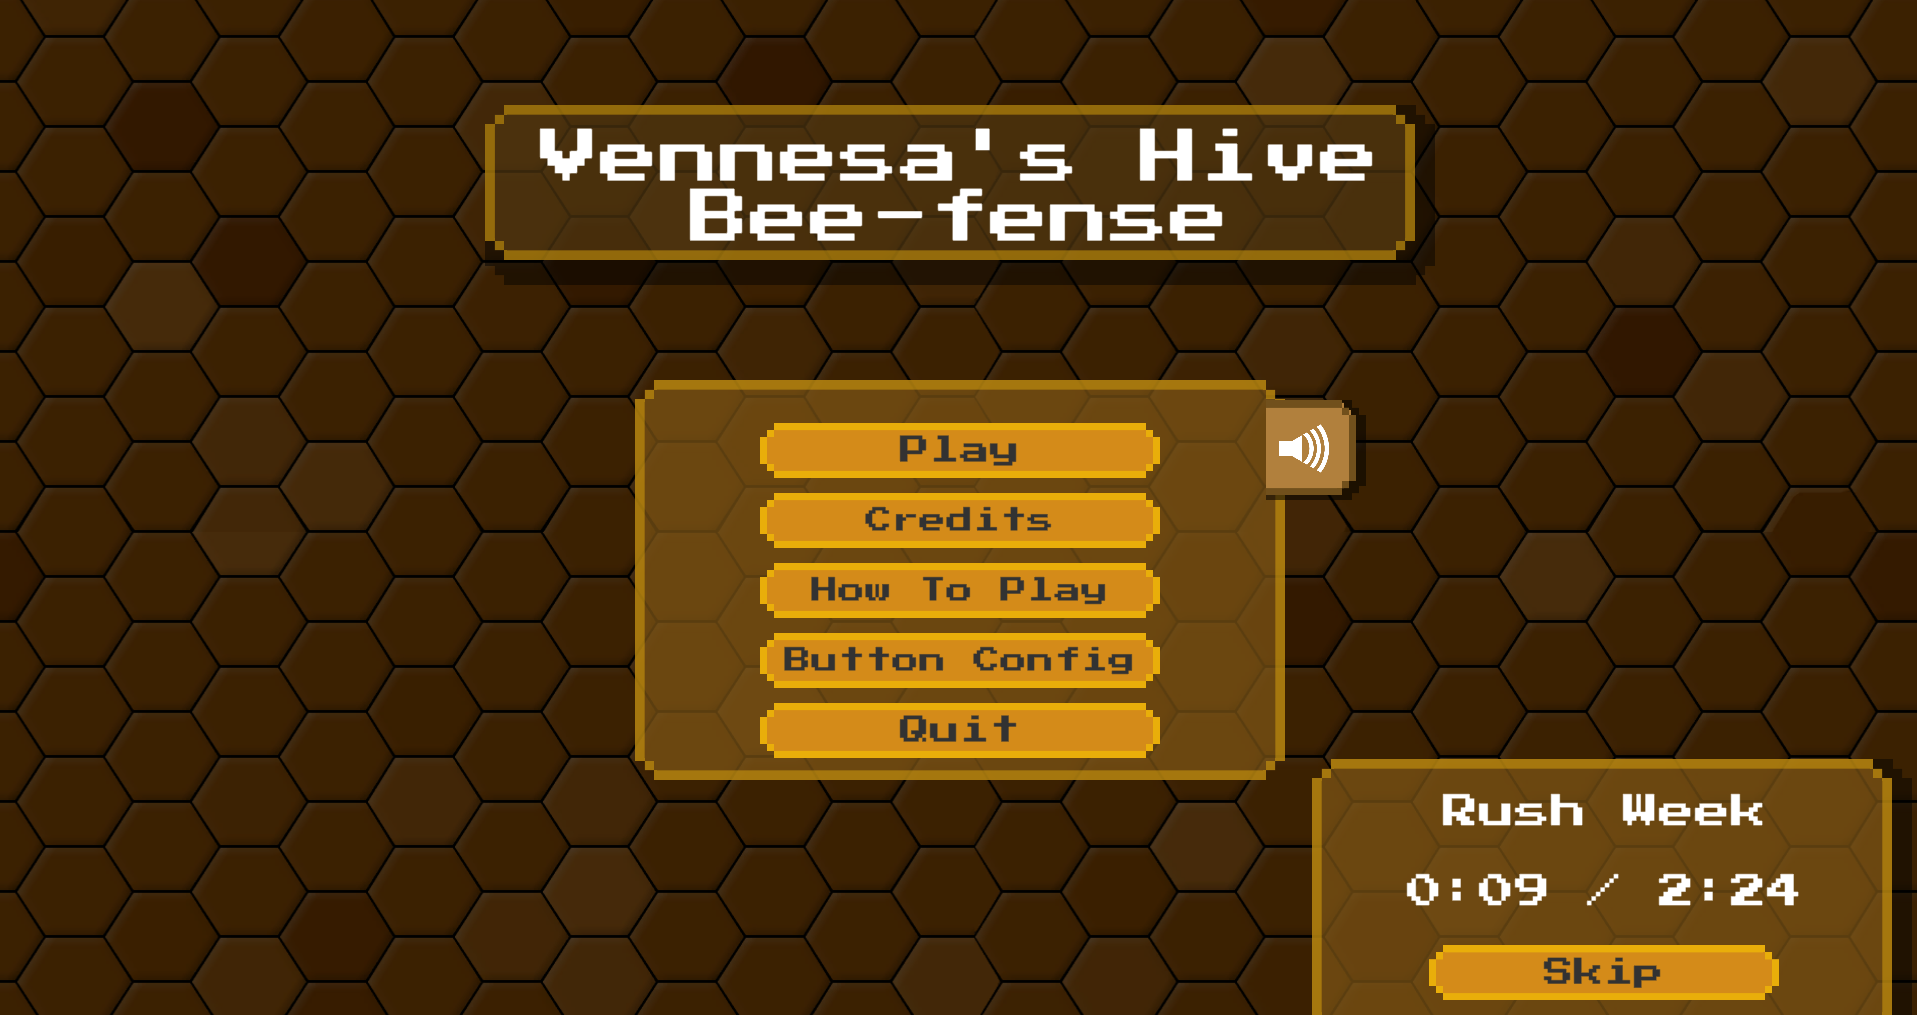 Vennesa's Hive
Bee-fense
Play
Credits
How To Play
Button Config
Quit
Rush Week
0:09 / 2:24
Skip